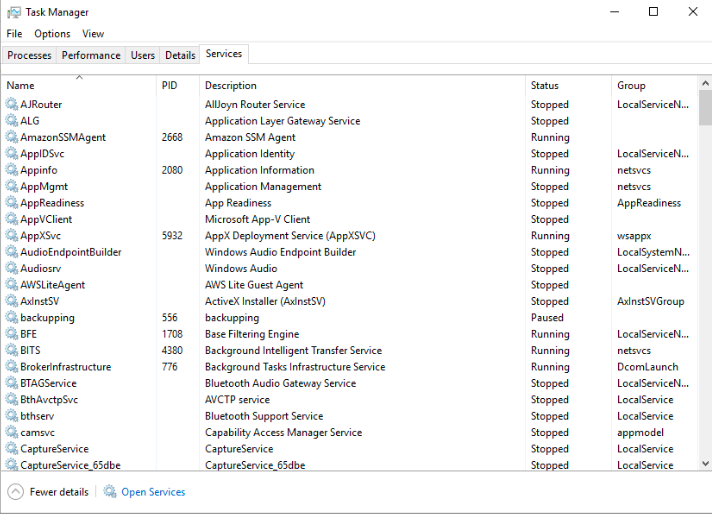 Task Manager
File Options View
Processes Performance Users Details Services
Name PID Description Status Group
AJRouter AllJoyn Router Service Stopped LocalServiceN...
ALG Application Layer Gateway Service Stopped
AmazonSSMAgent 2668 Amazon SSM Agent Running
AppIDSvc Application Identity Stopped LocalServiceN...
Appinfo 2080 Application Information Running netsvcs
AppMgmt Application Management Stopped netsvcs
AppReadiness App Readiness Stopped AppReadiness
AppVClient Microsoft App-V Client Stopped
AppXSvc 5932 AppX Deployment Service (AppXSVC) Running wsappx
AudioEndpointBuilder Windows Audio Endpoint Builder Stopped LocalSystemN...
Audiosrv Windows Audio Stopped LocalServiceN...
AWSLiteAgent AWS Lite Guest Agent Stopped
AxInstSV ActiveX Installer (AxInstSV) Stopped AxInstSVGroup
backupping 556 backupping Paused
BFE 1708 Base Filtering Engine Running LocalServiceN...
BITS 4380 Background Intelligent Transfer Service Running netsvcs
BrokerInfrastructure 776 Background Tasks Infrastructure Service Running DcomLaunch
BTAGService Bluetooth Audio Gateway Service Stopped LocalServiceN...
BthAvctpSvc AVCTP service Stopped LocalService
bthserv Bluetooth Support Service Stopped LocalService
camsvc Capability Access Manager Service Stopped appmodel
CaptureService CaptureService Stopped LocalService
CaptureService_65dbe CaptureService_65dbe Stopped LocalService
Fewer details Open Services